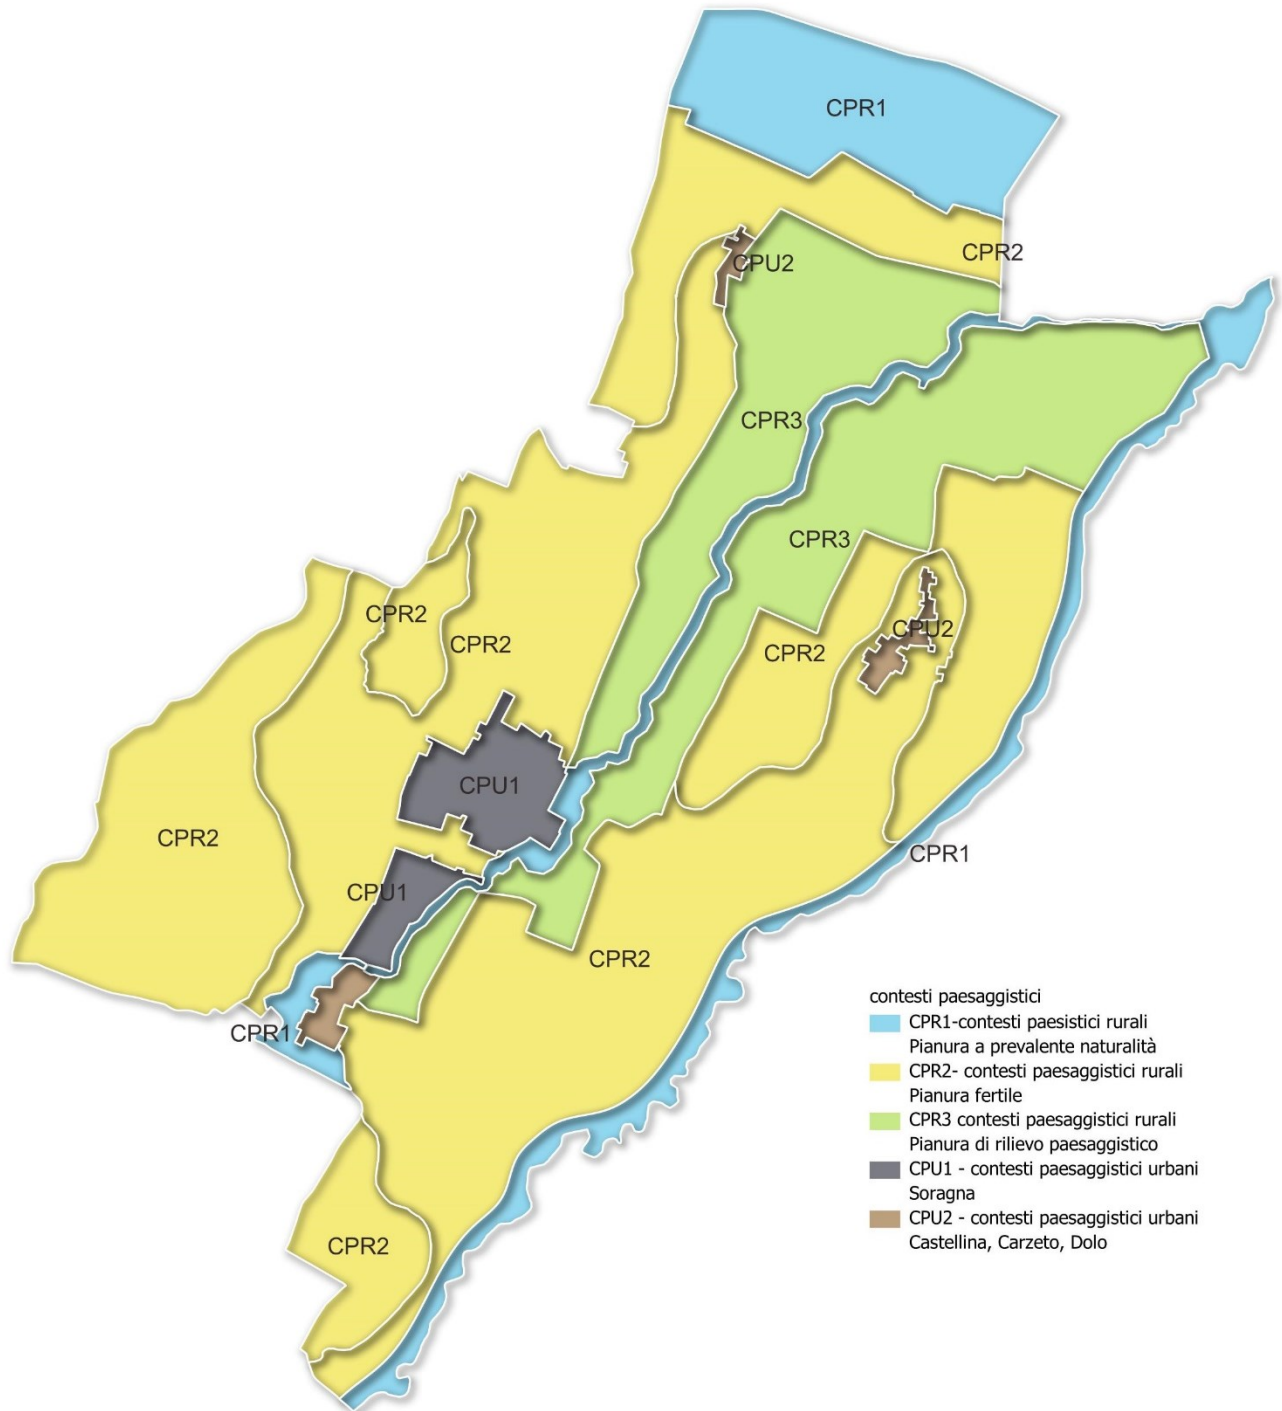 CPR1
CPR2
CPU2
CPR3
CPR3
CPR2
CPU2
CPR2
CPR2
CPU1
CPR2
CPR1
CPU1
CPR2
CPR1
CPR2
contesti paesaggistici
CPR1-contesti paesistici rurali
Pianura a prevalente naturalità
CPR2- contesti paesaggistici rurali
Pianura fertile
CPR3 contesti paesaggistici rurali
Pianura di rilievo paesaggistico
CPU1 - contesti paesaggistici urbani
Soragna
CPU2 - contesti paesaggistici urbani
Castellina, Carzeto, Dolo